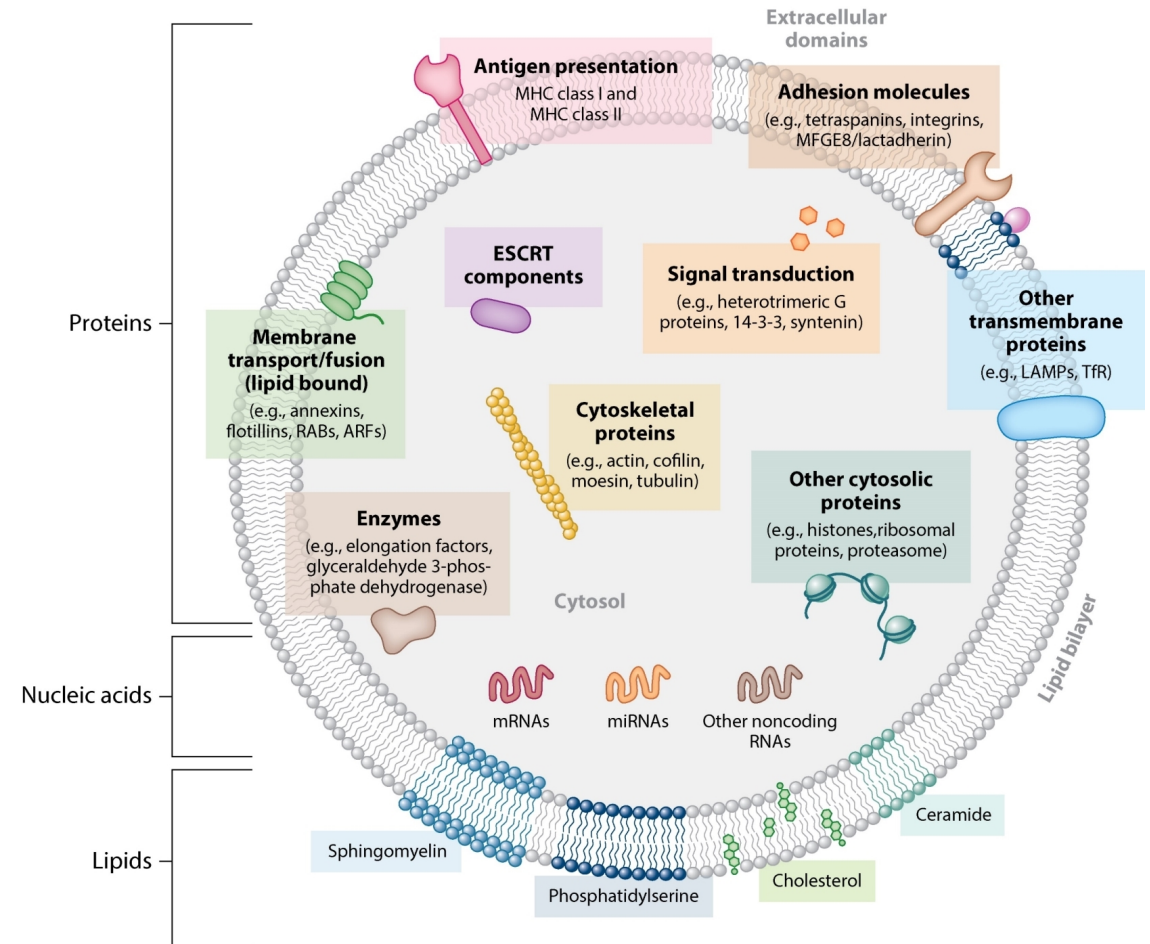 Extracellular
domains
Antigen presentation
MHC class I and
MHC class II
Adhesion molecules
(e.g., tetraspanins, integrins,
MFGE8/lactadherin)
ESCRT
components
Signal transduction
(e.g., heterotrimeric G
proteins, 14-3-3, syntenin)
Other
transmembrane
proteins
(e.g., LAMPs, TfR)
Proteins
Membrane
transport/fusion
(lipid bound)
(e.g., annexins,
flotillins, RABs, ARFs)
Cytoskeletal
proteins
(e.g., actin, cofilin,
moesin, tubulin)
Other cytosolic
proteins
(e.g., histones,ribosomal
proteins, proteasome)
Enzymes
(e.g., elongation factors,
glyceraldehyde 3-phos-
phate dehydrogenase)
Cytosol
Lipid bilayer
Nucleic acids
mRNAs
miRNAs
Other noncoding
RNAs
Lipids
Sphingomyelin
Phosphatidylserine
Cholesterol
Ceramide